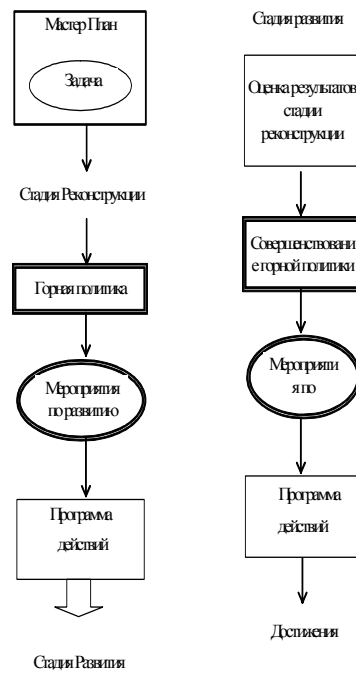 Мастер План
Задача
Стадия Реконструкции
Горная политика
Мероприятия
по развитию
Программа
действий
Стадия Развития
Стадия развития
Оценка результатов
стадии
реконструкции
Совершенствовани
е горной политики
Мероприяти
я по
Программа
действий
Достижения